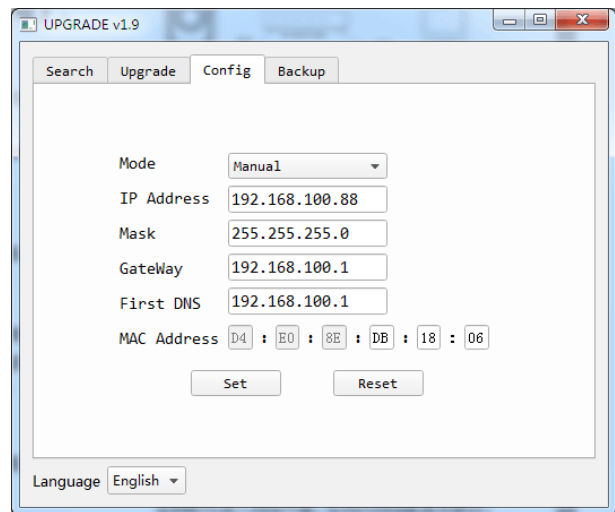 UPGRADE v1.9
Search Upgrade Config Backup
Mode Manual
IP Address 192.168.100.88
Mask 255.255.255.0
GateWay 192.168.100.1
First DNS 192.168.100.1
MAC Address D4 : E0 : 8E : DB : 18 : 06
Set Reset
Language English